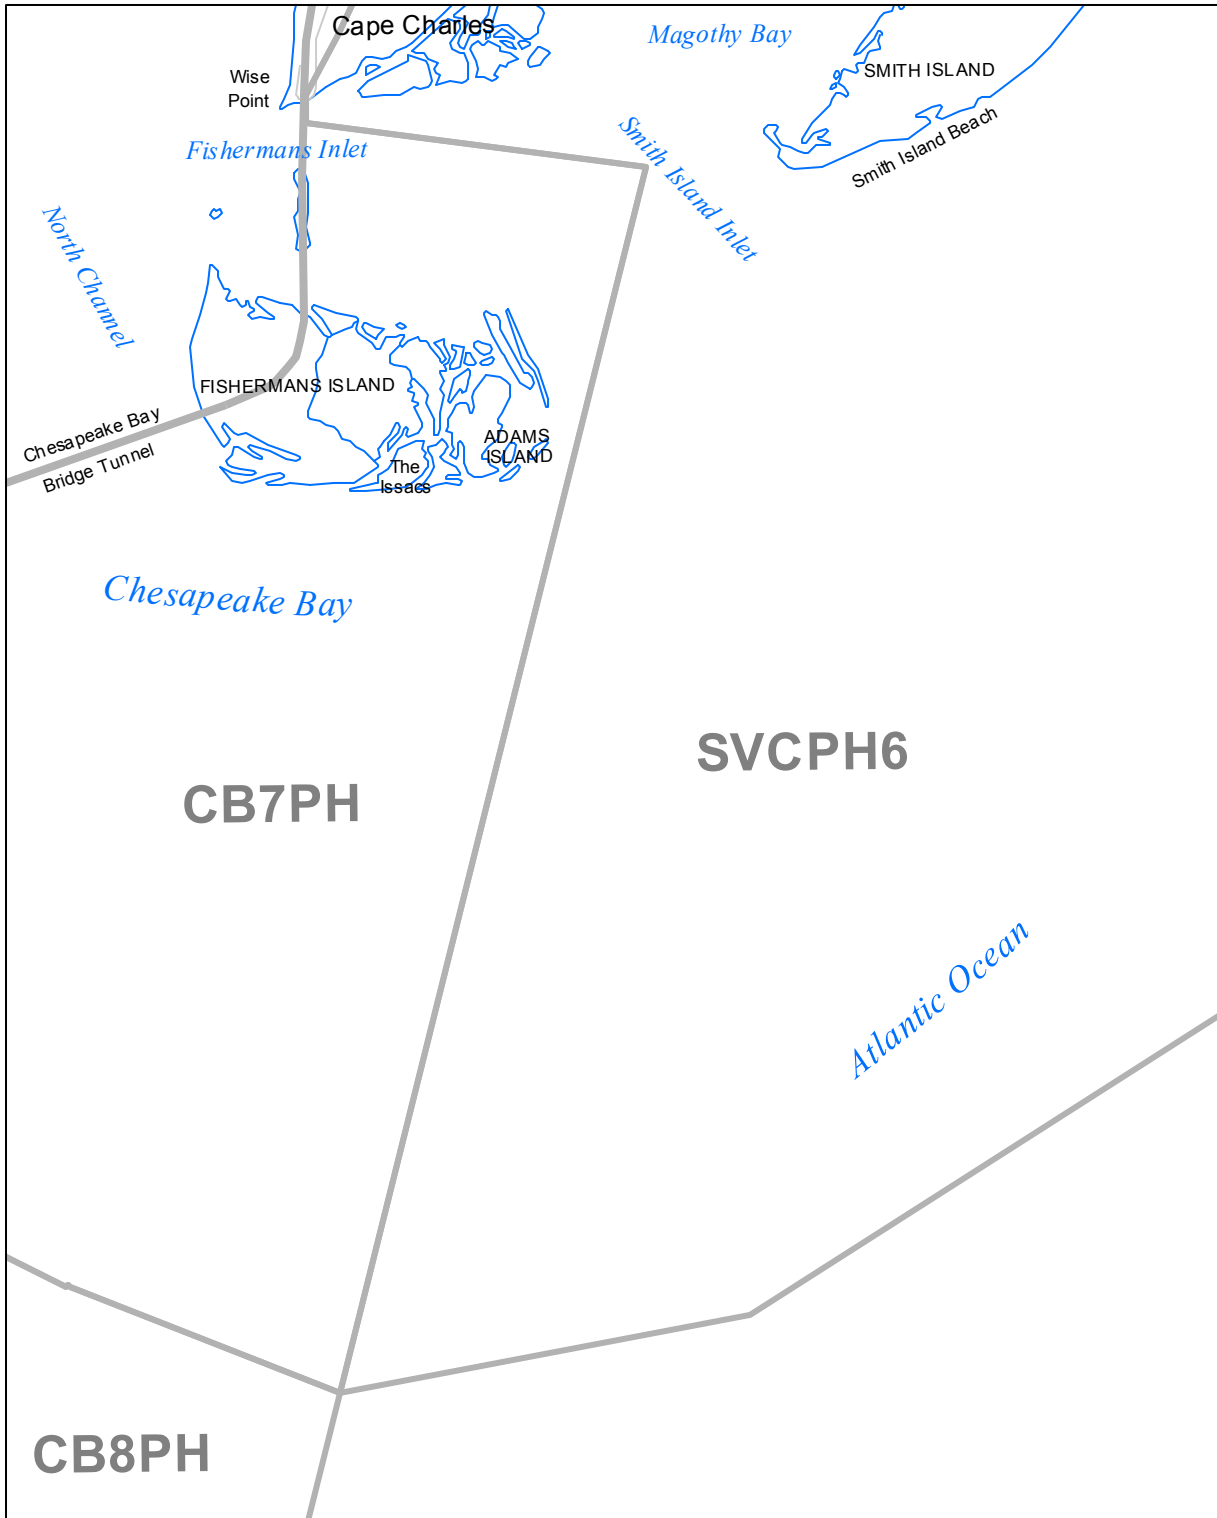 Cape Charles
Magothy Bay
Wise
Point
SMITH ISLAND
Smith Island Beach
Fishermans Inlet
Smith Island Inlet
North Channel
FISHERMANS ISLAND
Chesapeake Bay
Bridge Tunnel
ADAMS
ISLAND
The
Issacs
Chesapeake Bay
SVCPH6
CB7PH
Atlantic Ocean
CB8PH